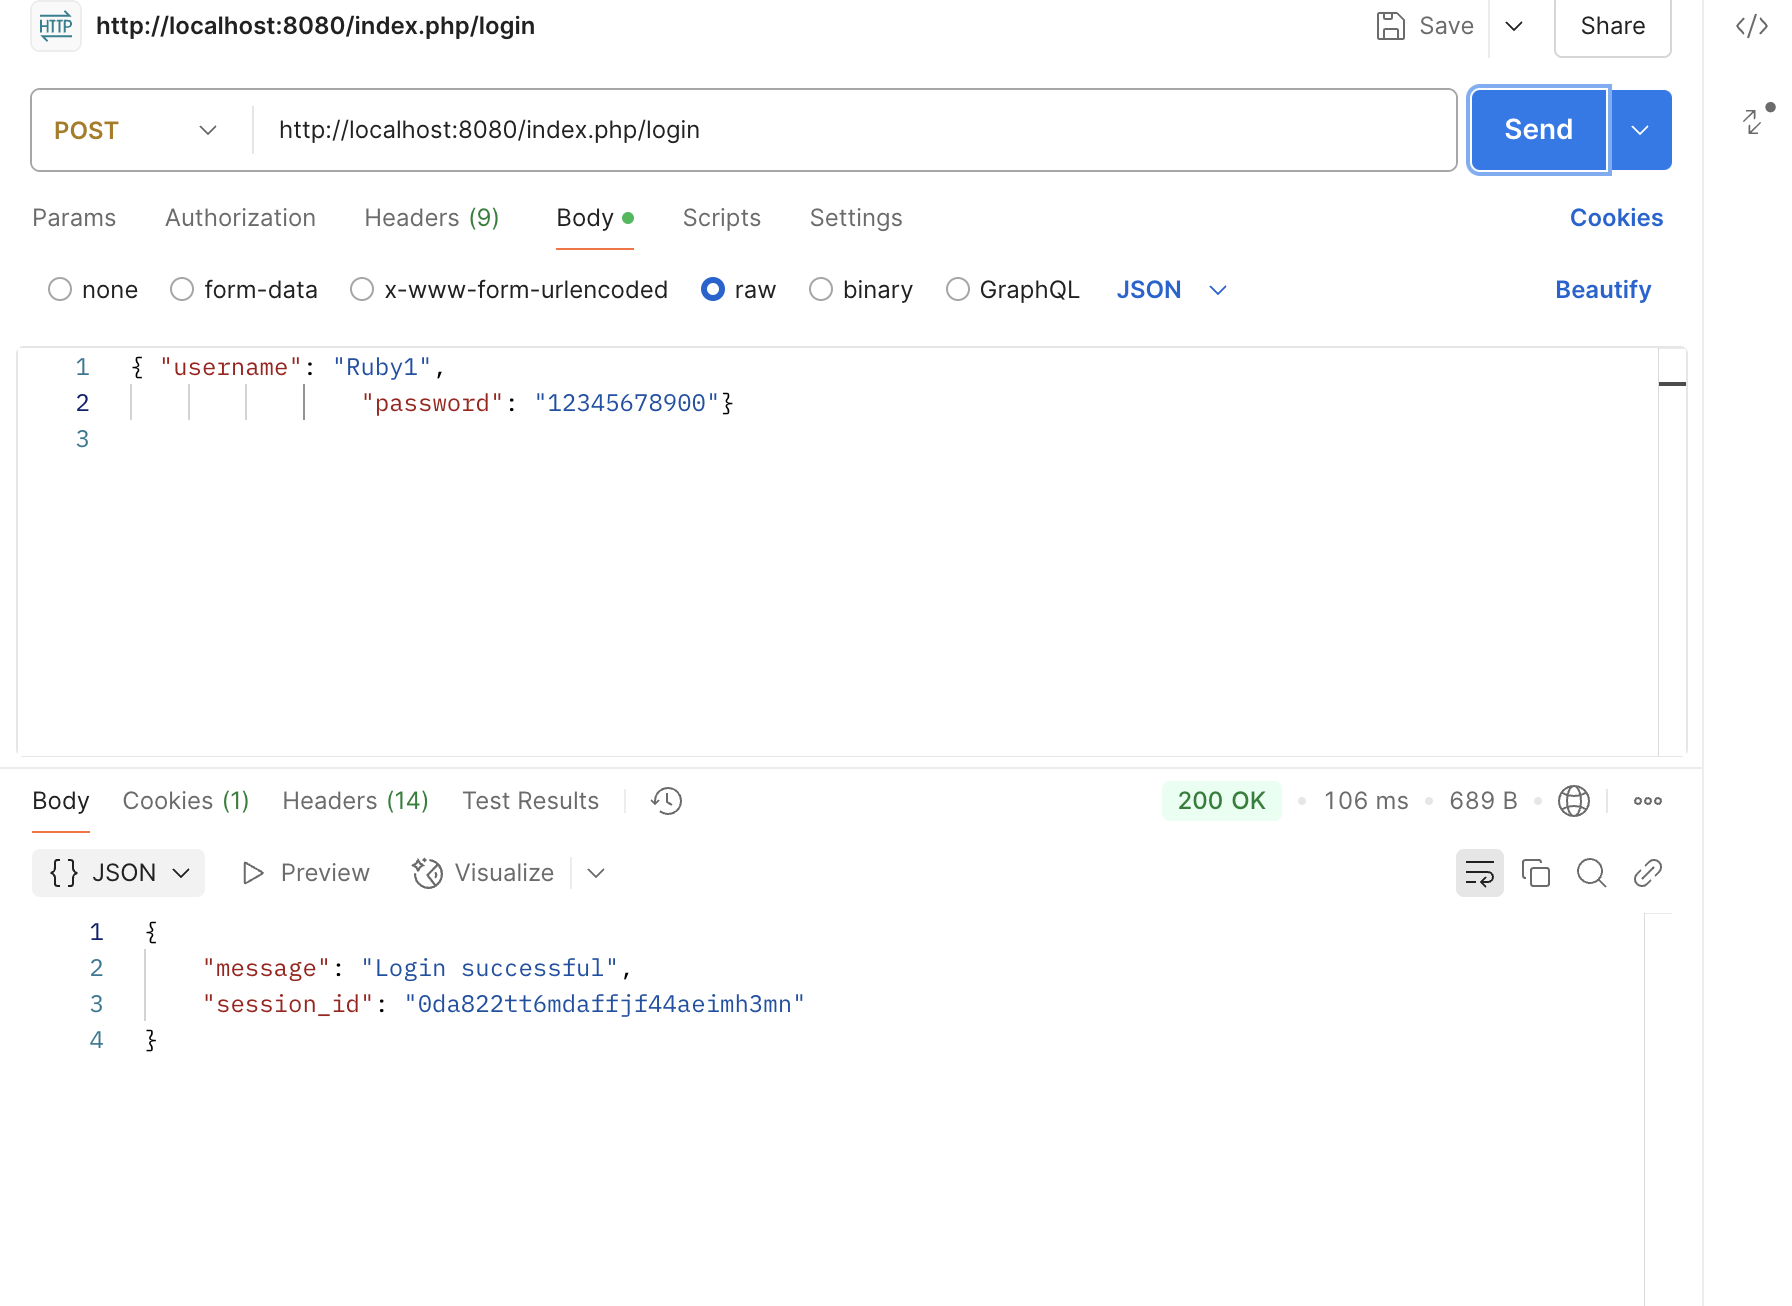 HTTP http://localhost:8080/index.php/login Save Share
POST http://localhost:8080/index.php/login Send
Params Authorization Headers (9) Body Scripts Settings Cookies
none form-data x-www-form-urlencoded raw binary GraphQL JSON Beautify
1 { "username": "Ruby1",
2 "password": "12345678900"}
3
Body Cookies (1) Headers (14) Test Results 200 OK 106 ms 689 B
{} JSON Preview Visualize
1 {
2 "message": "Login successful",
3 "session_id": "0da822tt6mdaffjf44aeimh3mn"
4 }